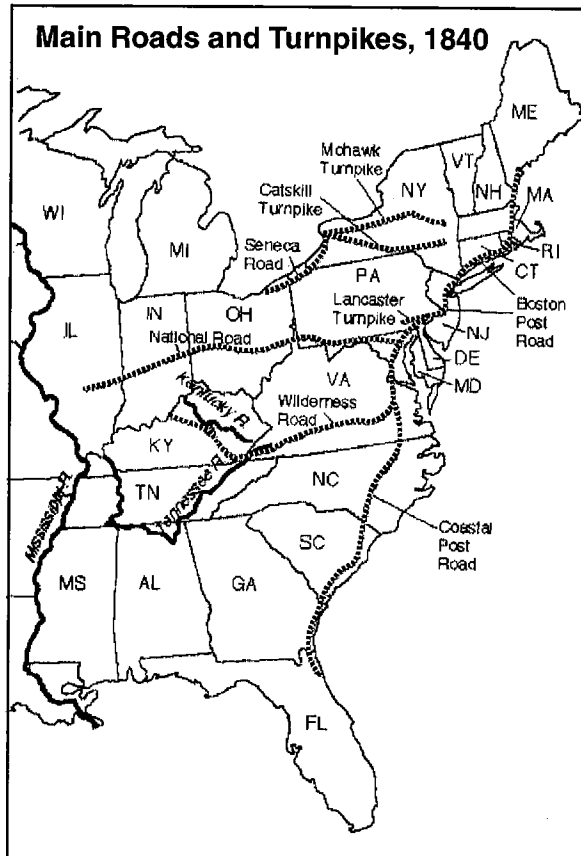 Main Roads and Turnpikes, 1840
ME
Mohawk
Turnpike
VT
NH
MA
NY
Catskill
Turnpike
WI
MI
Seneca
Road
RI
CT
PA
Boston
Post
Road
IL
IN
OH
Lancaster
Turnpike
NJ
National Road
DE
MD
VA
Kentucky R.
Wilderness
Road
KY
Tennessee R.
TN
NC
Mississippi R.
Coastal
Post
Road
SC
MS
AL
GA
FL